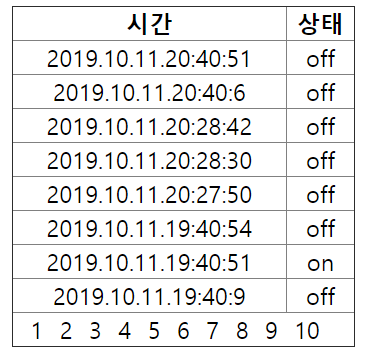 시간 상태
2019.10.11.20:40:51 off
2019.10.11.20:40:6 off
2019.10.11.20:28:42 off
2019.10.11.20:28:30 off
2019.10.11.20:27:50 off
2019.10.11.19:40:54 off
2019.10.11.19:40:51 on
2019.10.11.19:40:9 off
1 2 3 4 5 6 7 8 9 10